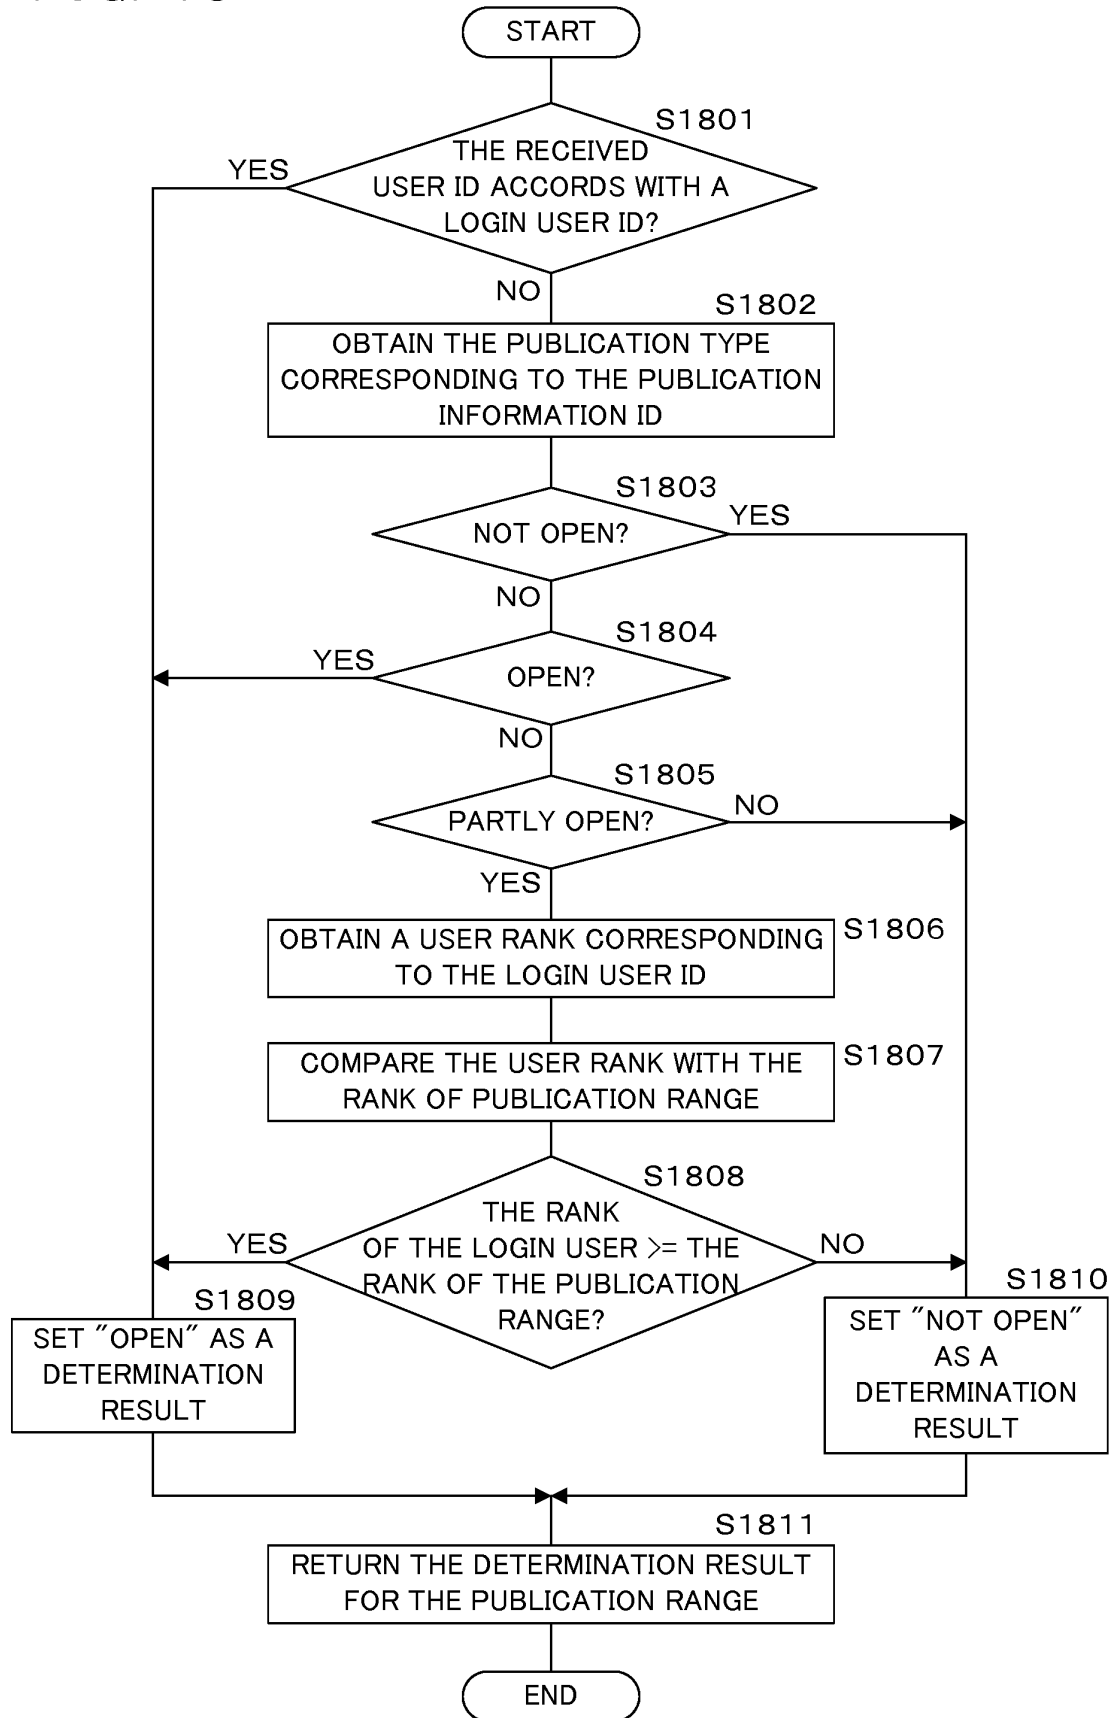 START
S1801
THE RECEIVED
YES
USER ID ACCORDS WITH A
LOGIN USER ID?
NO
S1802
OBTAIN THE PUBLICATION TYPE
CORRESPONDING TO THE PUBLICATION
INFORMATION ID
S1803
NOT OPEN?
YES
NO
S1804
YES
OPEN?
NO
S1805
PARTLY OPEN?
NO
YES
OBTAIN A USER RANK CORRESPONDING
TO THE LOGIN USER ID
S1806
COMPARE THE USER RANK WITH THE
RANK OF PUBLICATION RANGE
S1807
S1808
THE RANK
YES
OF THE LOGIN USER >= THE
NO
RANK OF THE PUBLICATION
RANGE?
S1809
SET "OPEN" AS A
DETERMINATION
RESULT
S1810
SET "NOT OPEN"
AS A
DETERMINATION
RESULT
S1811
RETURN THE DETERMINATION RESULT
FOR THE PUBLICATION RANGE
END